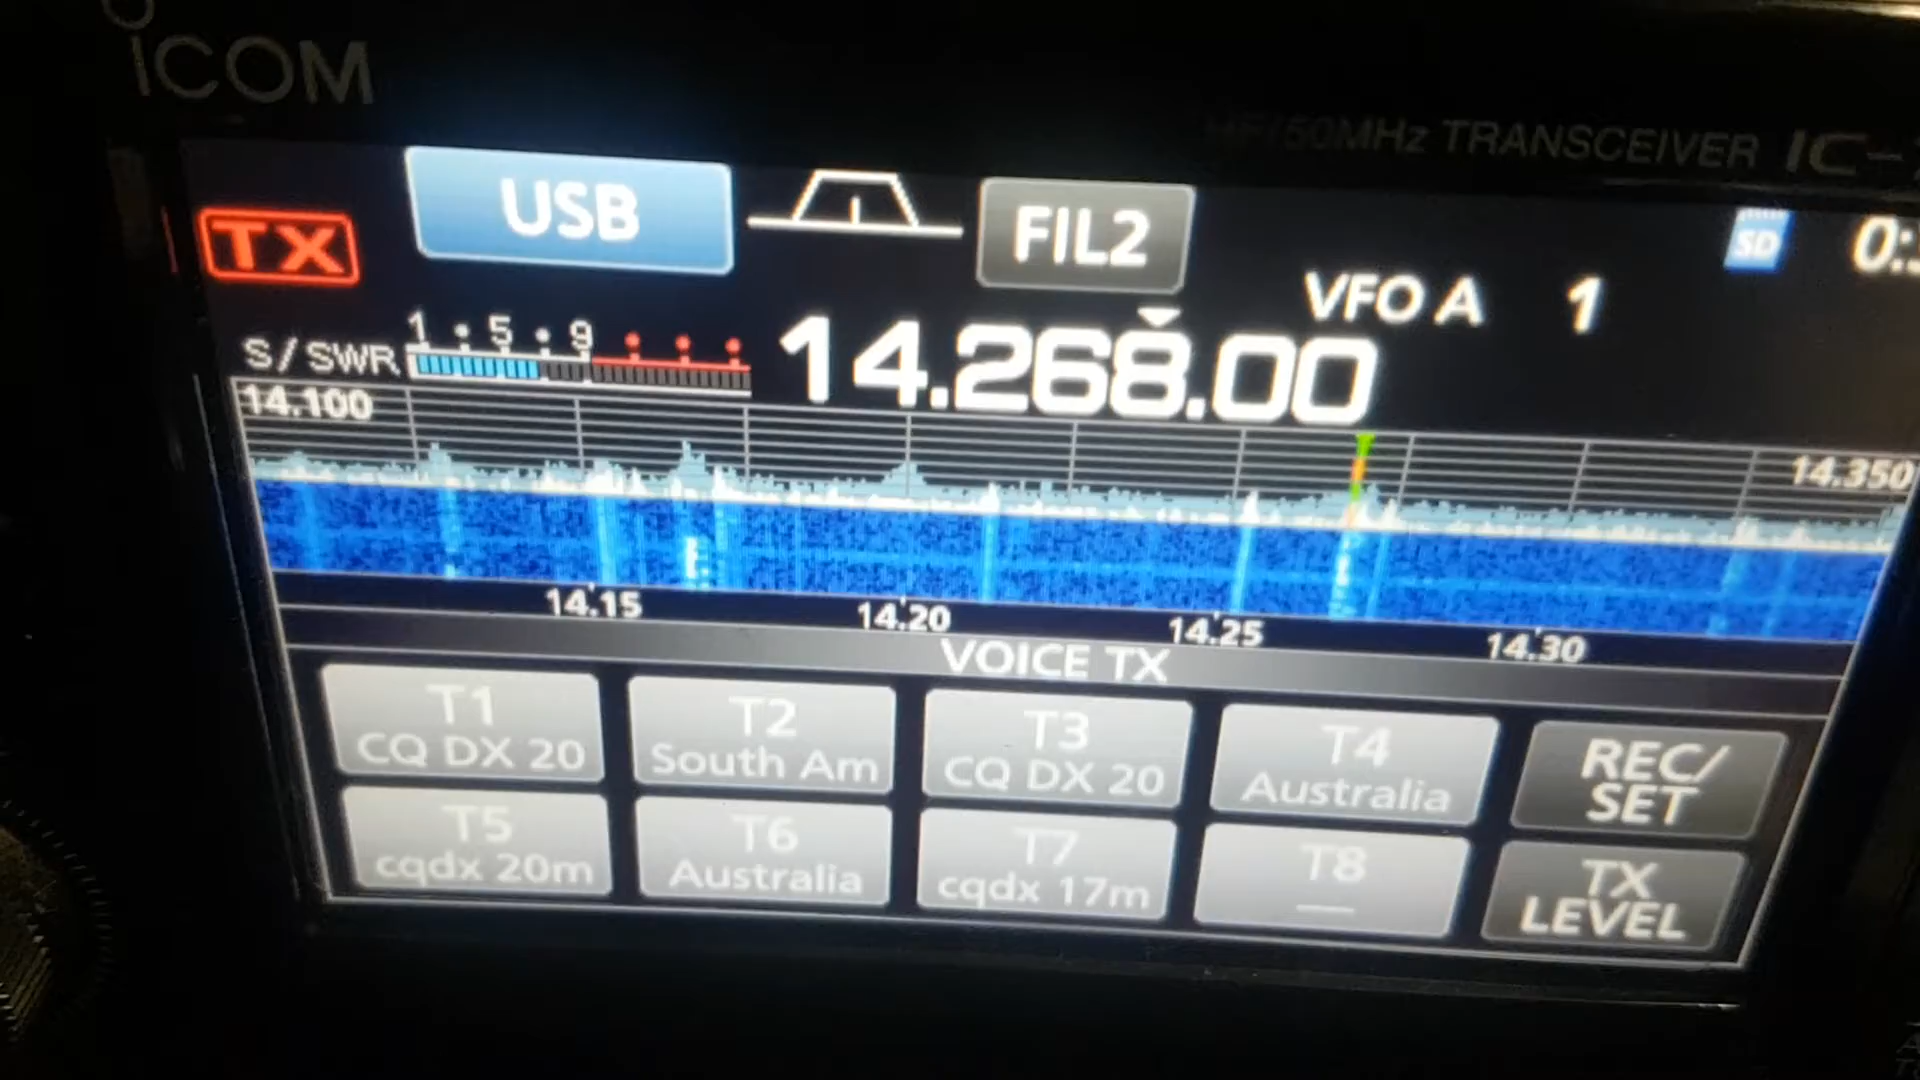 ICOM
HF/50MHz TRANSCEIVER IC-
TX
USB
FIL2
SD
0:
VFO A 1
S/SWR 1 5 9
14.268.00
14.100
14.350
14.15 14.20 14.25 14.30
VOICE TX
T1
CQ DX 20
T2
South Am
T3
CQ DX 20
T4
Australia
REC/
SET
T5
cqdx 20m
T6
Australia
T7
cqdx 17m
T8
—
TX
LEVEL